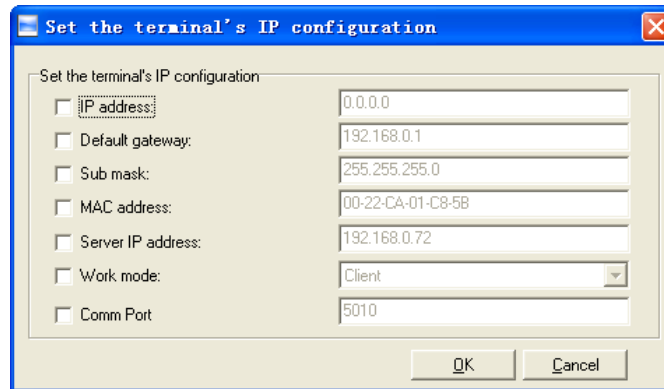 Set the terminal's IP configuration
Set the terminal's IP configuration
IP address: 0.0.0.0
Default gateway: 192.168.0.1
Sub mask: 255.255.255.0
MAC address: 00-22-CA-01-C8-5B
Server IP address: 192.168.0.72
Work mode: Client
Comm Port 5010
OK Cancel